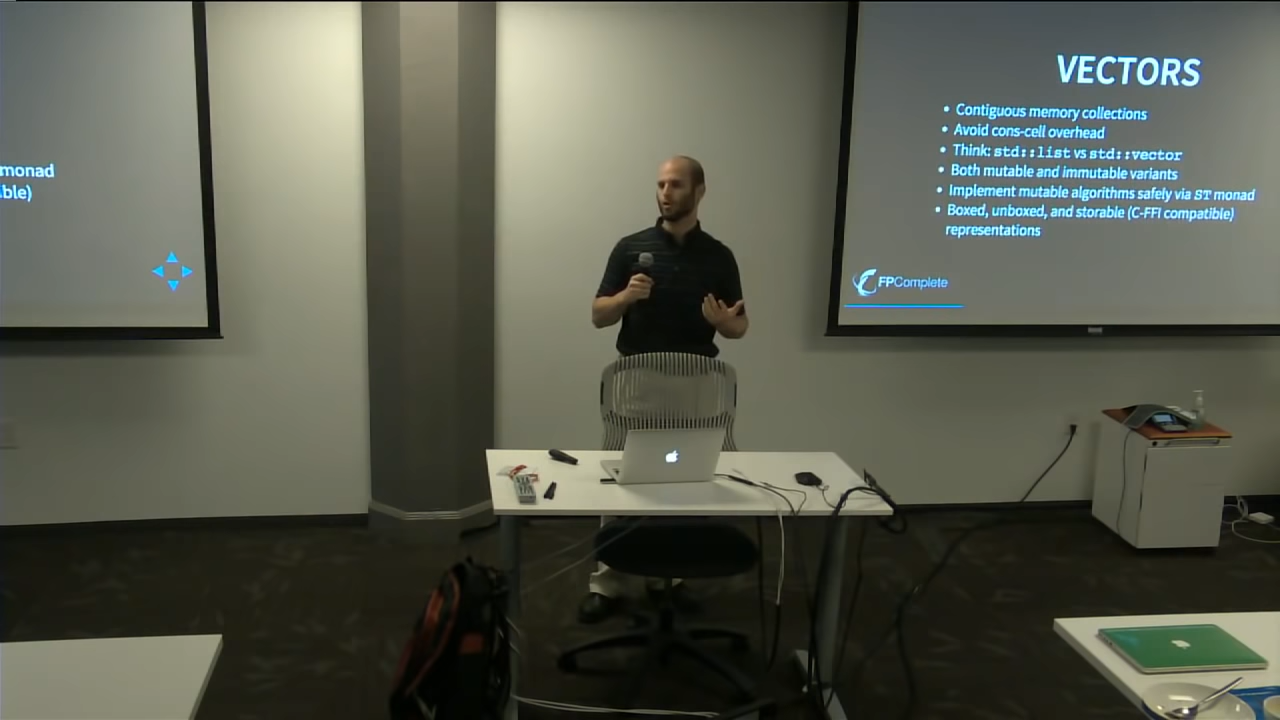 monad
ble)
VECTORS
• Contiguous memory collections
• Avoid cons-cell overhead
• Think: std::list vs std::vector
• Both mutable and immutable variants
• Implement mutable algorithms safely via ST monad
• Boxed, unboxed, and storable (C-FFI compatible)
representations
FPComplete